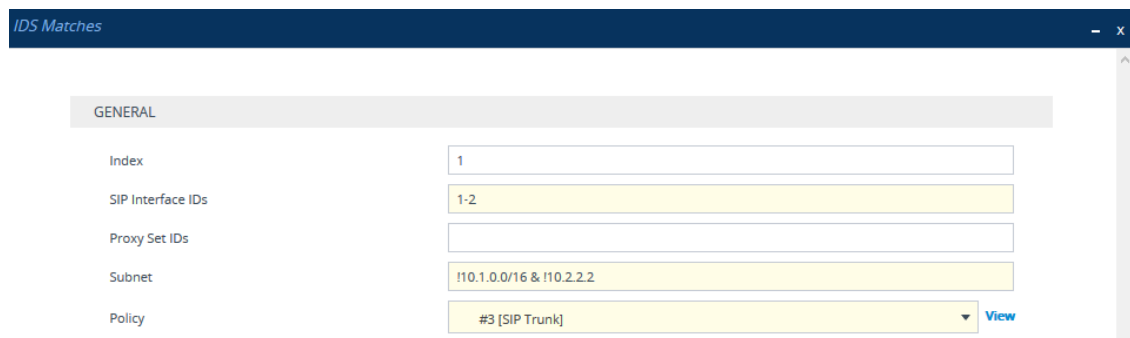 IDS Matches
GENERAL
Index 1
SIP Interface IDs 1-2
Proxy Set IDs
Subnet !10.1.0.0/16 & !10.2.2.2
Policy #3 [SIP Trunk] View